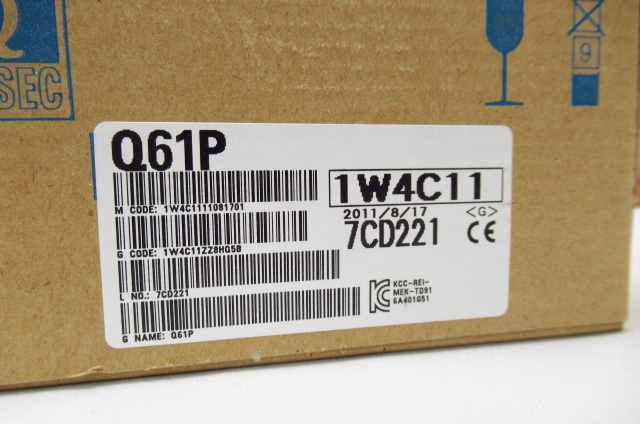 Q
SEC
9
Q61P
M CODE: 1W4C1111081701
1W4C11
2011/8/17 <G>
G CODE: 1W4C11ZZ8HQ5B
7CD221 CE
L NO.: 7CD221
KCC-REI-
MEK-TD91
6A401G51
G NAME: Q61P